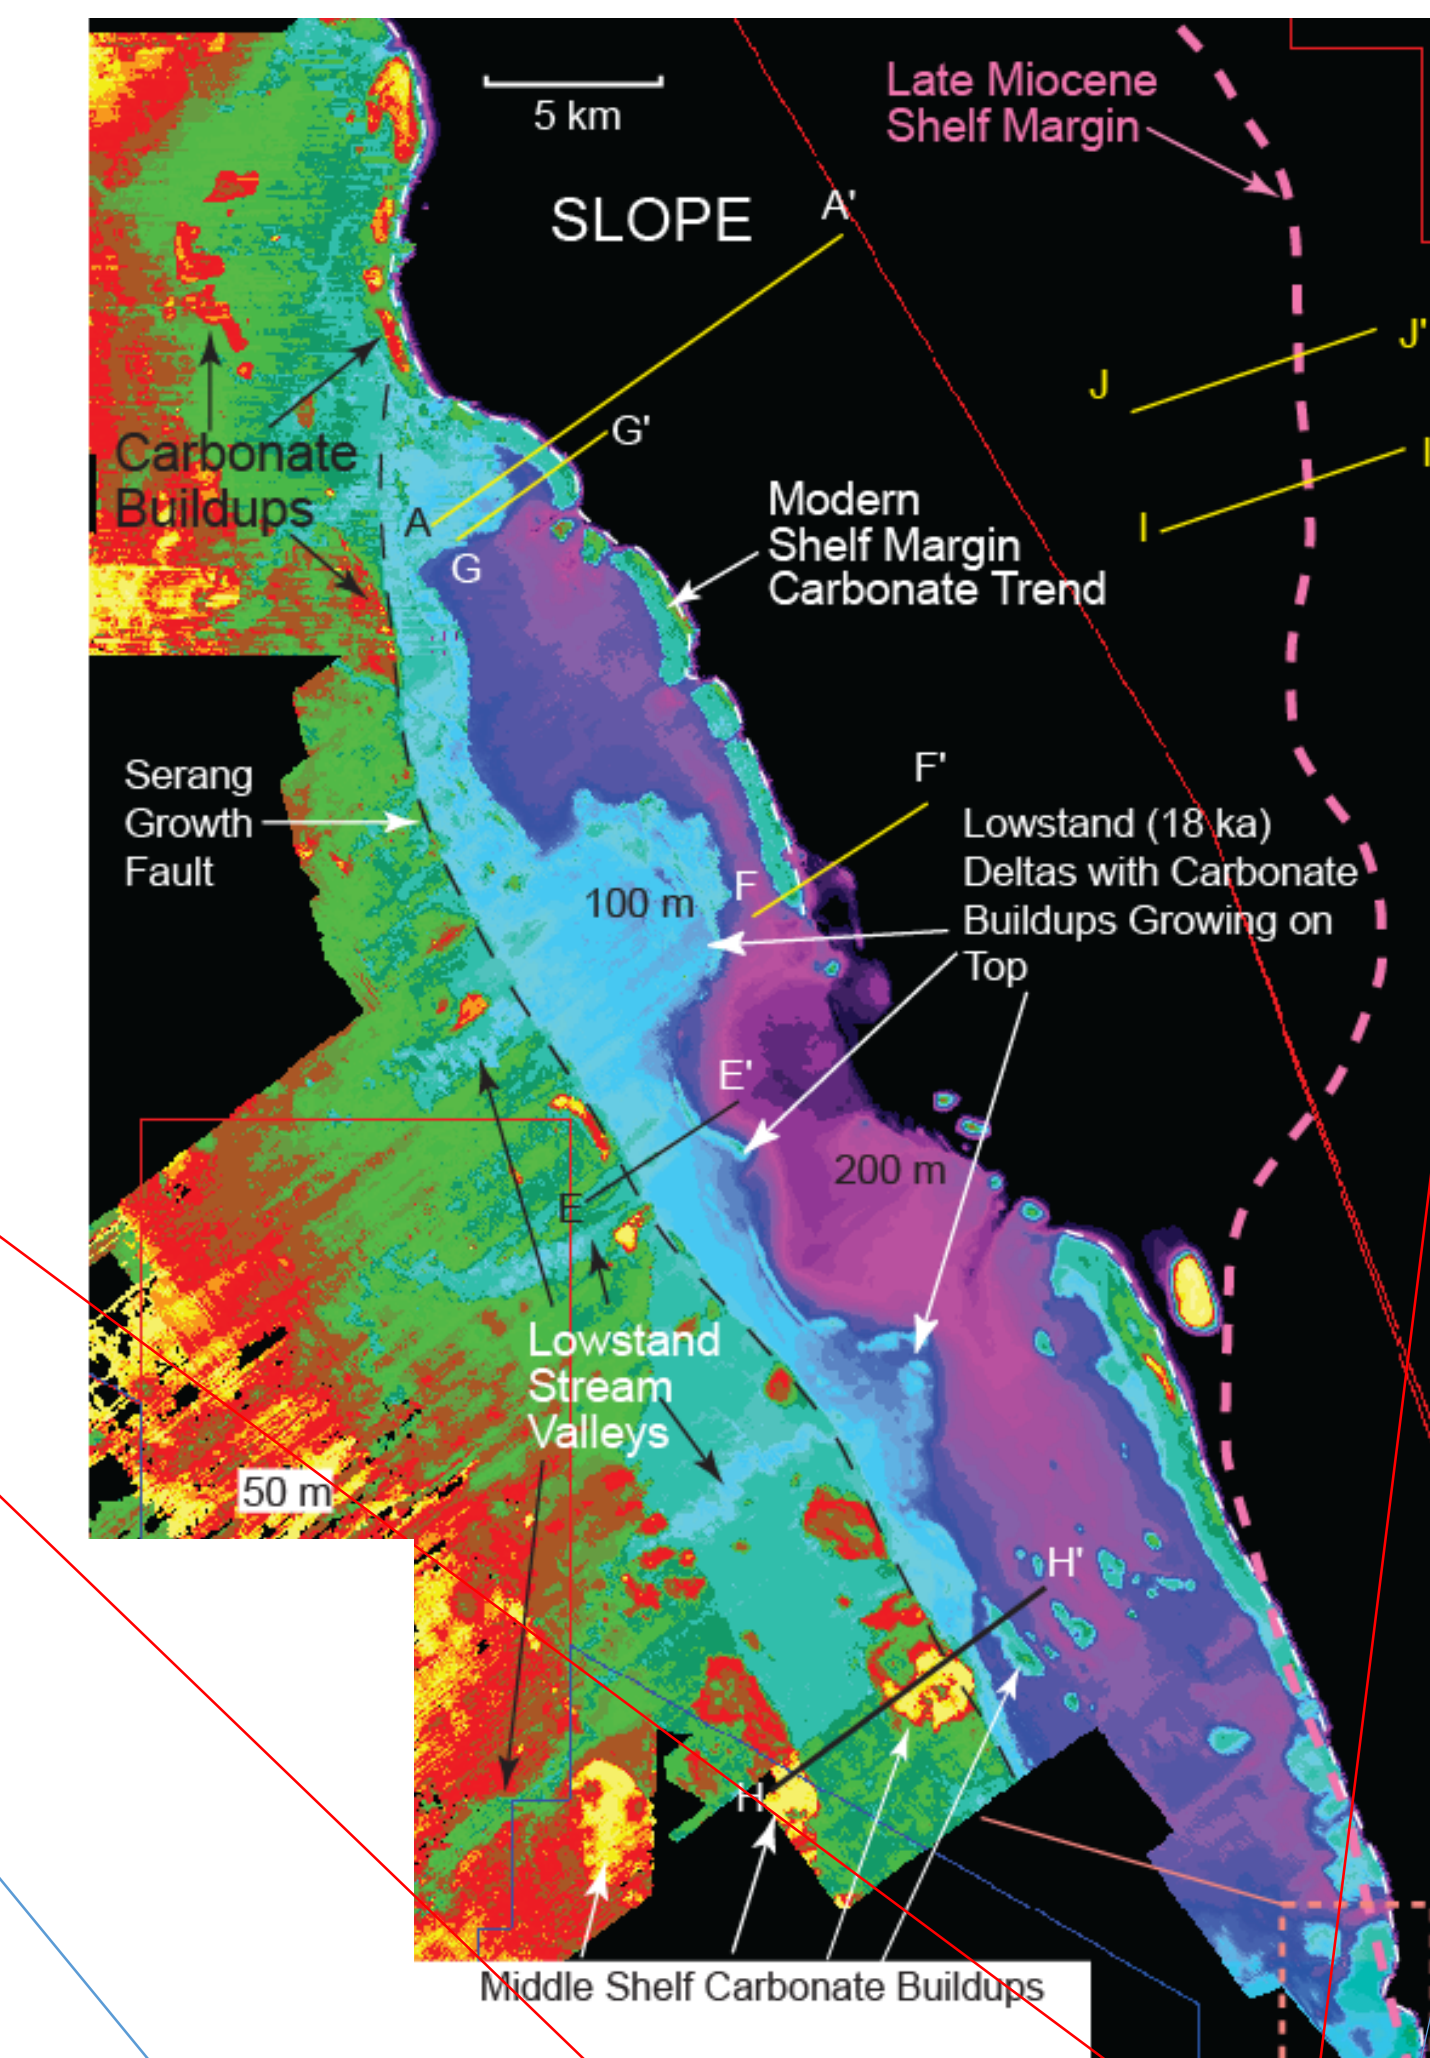 Late Miocene
Shelf Margin
5 km
SLOPE
A'
J'
J
G'
I
I
Carbonate
Buildups
A
G
Modern
Shelf Margin
Carbonate Trend
Serang
Growth
Fault
F'
F
100 m
Lowstand (18 ka)
Deltas with Carbonate
Buildups Growing on
Top
E'
E
200 m
Lowstand
Stream
Valleys
50 m
H'
H
Middle Shelf Carbonate Buildups